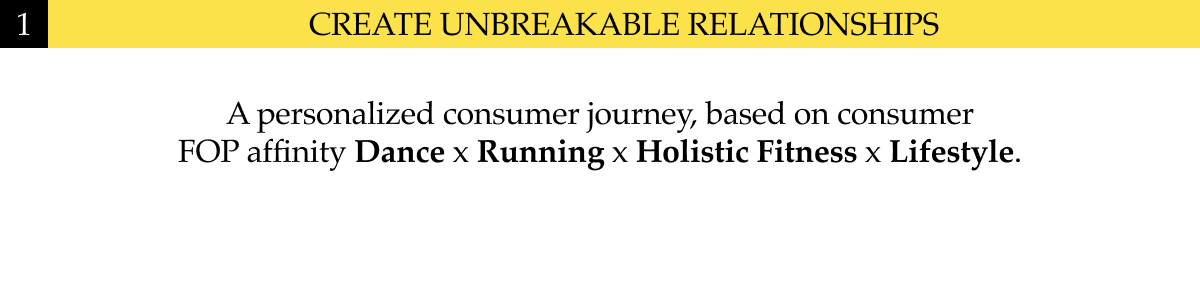 1
CREATE UNBREAKABLE RELATIONSHIPS
A personalized consumer journey, based on consumer
FOP affinity Dance x Running x Holistic Fitness x Lifestyle.